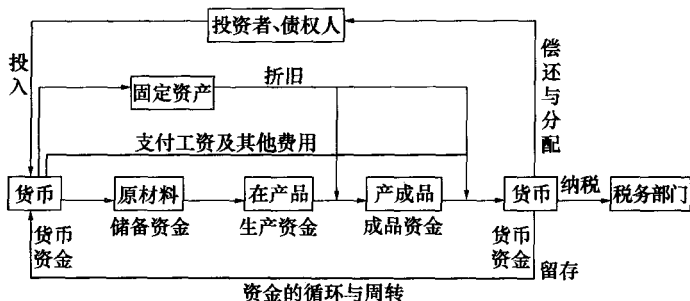 投资者、债权人
投入
偿还与分配
固定资产
折旧
支付工资及其他费用
货币
原材料
在产品
产成品
货币
纳税
税务部门
货币资金
储备资金
生产资金
成品资金
货币资金
留存
资金的循环与周转